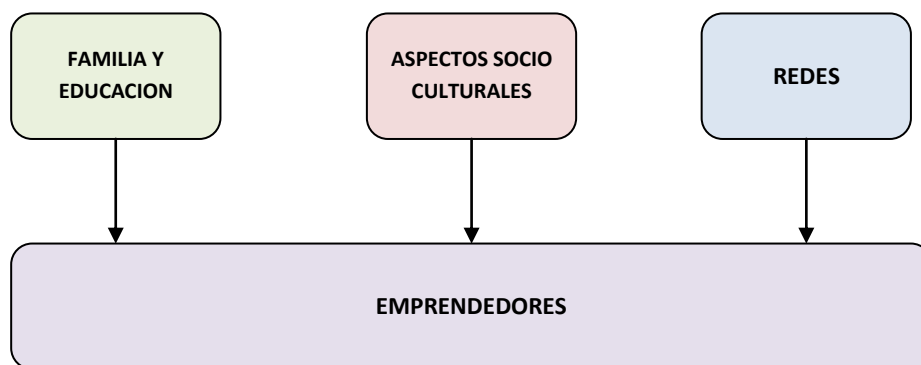 FAMILIA Y
EDUCACION
ASPECTOS SOCIO
CULTURALES
REDES
EMPRENDEDORES